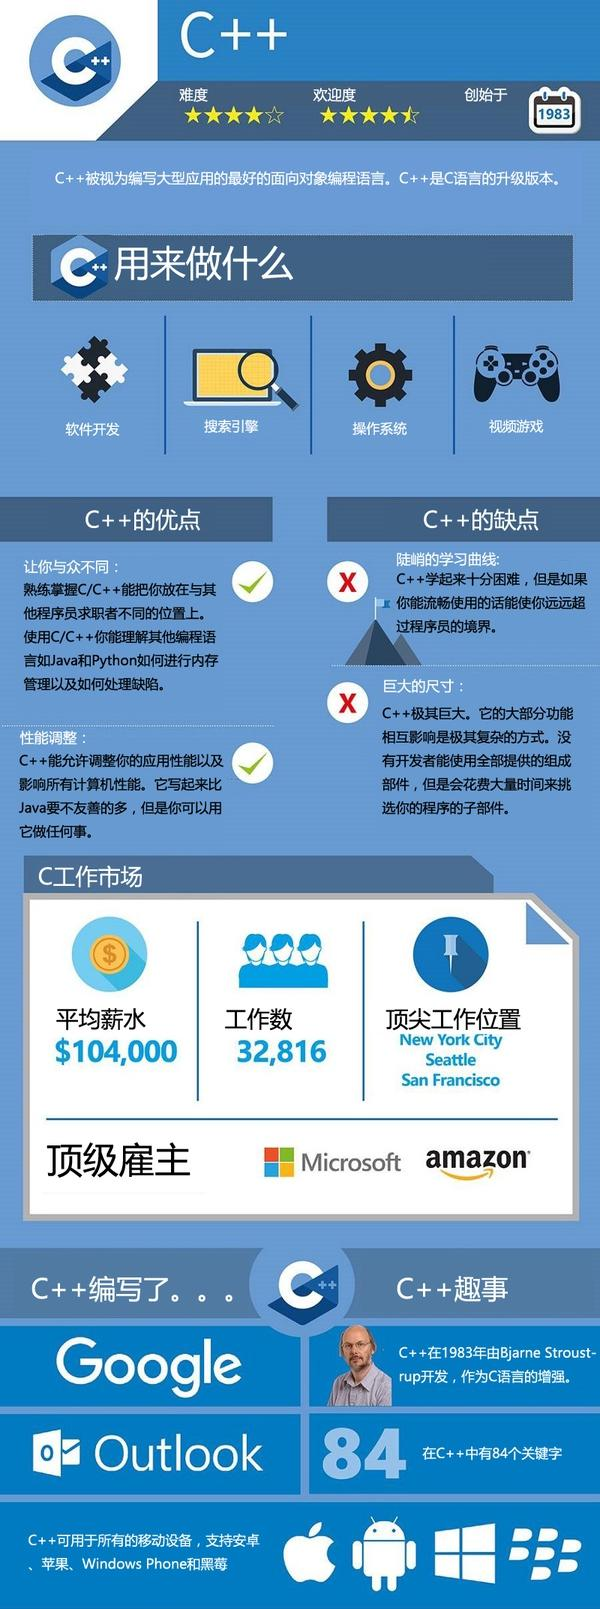 C++
C++
难度
欢迎度
创始于
1983
C++被视为编写大型应用的最好的面向对象编程语言。C++是C语言的升级版本。
C++
用来做什么
软件开发
搜索引擎
操作系统
视频游戏
C++的优点
让你与众不同：
熟练掌握C/C++能把你放在与其
他程序员求职者不同的位置上。
使用C/C++你能理解其他编程语
言如Java和Python如何进行内存
管理以及如何处理缺陷。
性能调整：
C++能允许调整你的应用性能以及
影响所有计算机性能。它写起来比
Java要不友善的多，但是你可以用
它做任何事。
C++的缺点
X
陡峭的学习曲线:
C++学起来十分困难，但是如果
你能流畅使用的话能使你远远超
过程序员的境界。
X
巨大的尺寸：
C++极其巨大。它的大部分功能
相互影响是极其复杂的方式。没
有开发者能使用全部提供的组成
部件，但是会花费大量时间来挑
选你的程序的子部件。
C工作市场
$
平均薪水
$104,000
工作数
32,816
顶尖工作位置
New York City
Seattle
San Francisco
顶级雇主
Microsoft
amazon
C++编写了。。。
C++
C++趣事
Google
C++在1983年由Bjarne Stroust-
rup开发，作为C语言的增强。
Outlook
84
在C++中有84个关键字
C++可用于所有的移动设备，支持安卓
、苹果、Windows Phone和黑莓